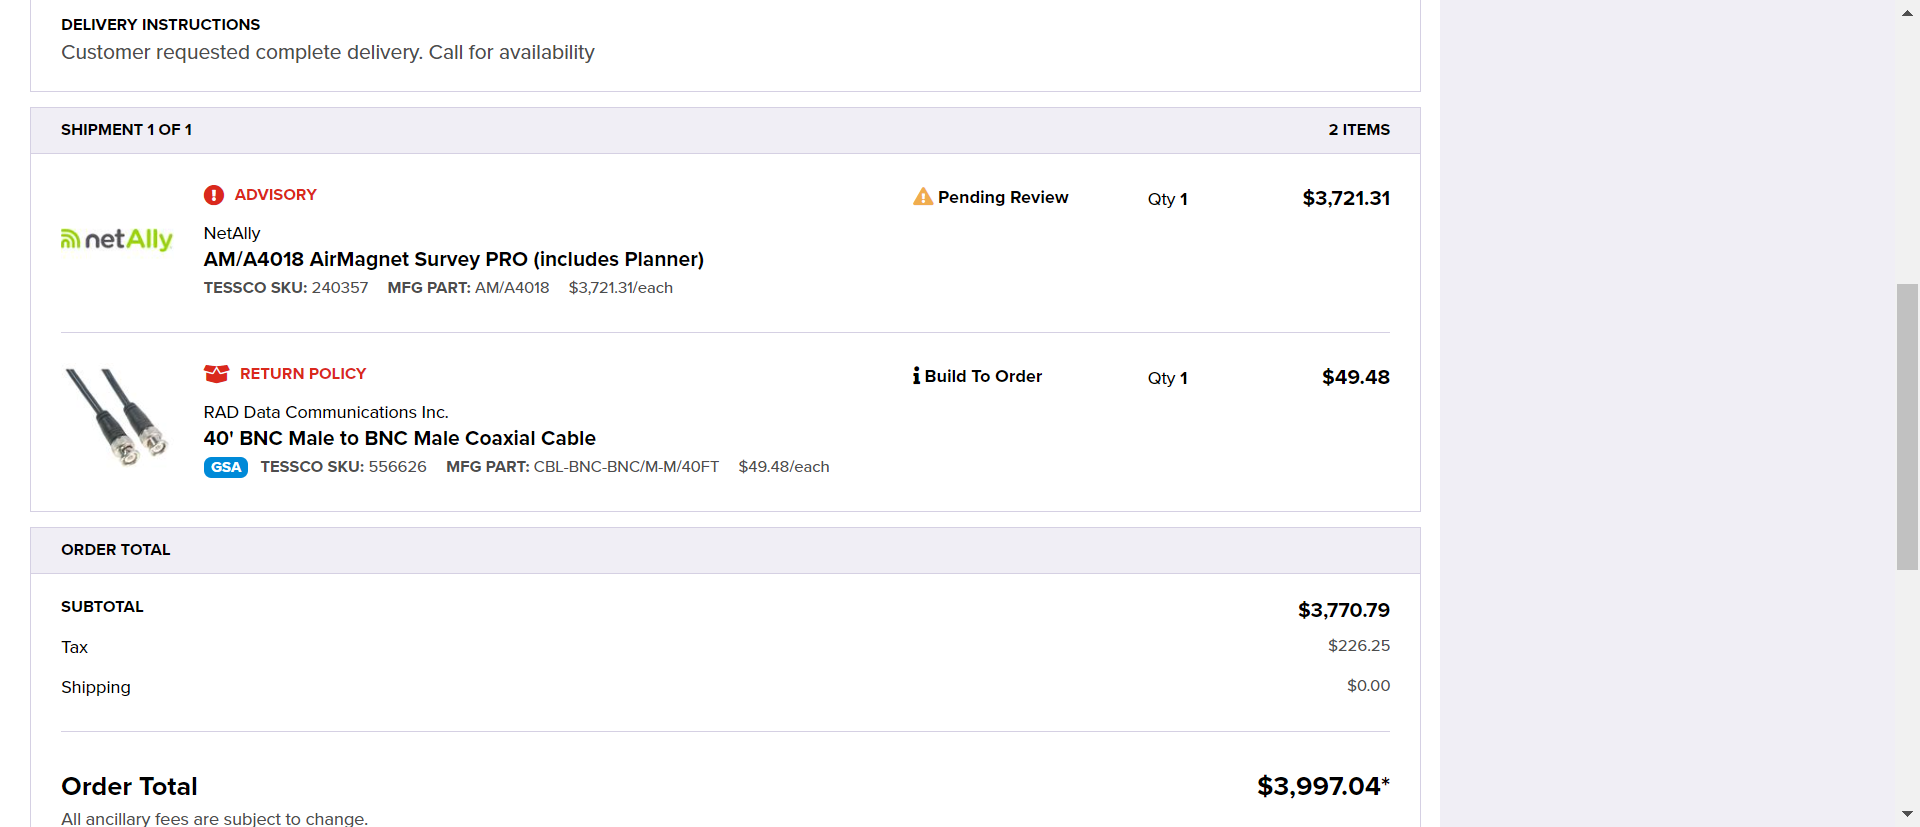 DELIVERY INSTRUCTIONS
Customer requested complete delivery. Call for availability
SHIPMENT 1 OF 1 2 ITEMS
ADVISORY Pending Review Qty 1 $3,721.31
netAlly
NetAlly
AM/A4018 AirMagnet Survey PRO (includes Planner)
TESSCO SKU: 240357 MFG PART: AM/A4018 $3,721.31/each
RETURN POLICY Build To Order Qty 1 $49.48
RAD Data Communications Inc.
40' BNC Male to BNC Male Coaxial Cable
GSA TESSCO SKU: 556626 MFG PART: CBL-BNC-BNC/M-M/40FT $49.48/each
ORDER TOTAL
SUBTOTAL $3,770.79
Tax $226.25
Shipping $0.00
Order Total $3,997.04*
All ancillary fees are subject to change.